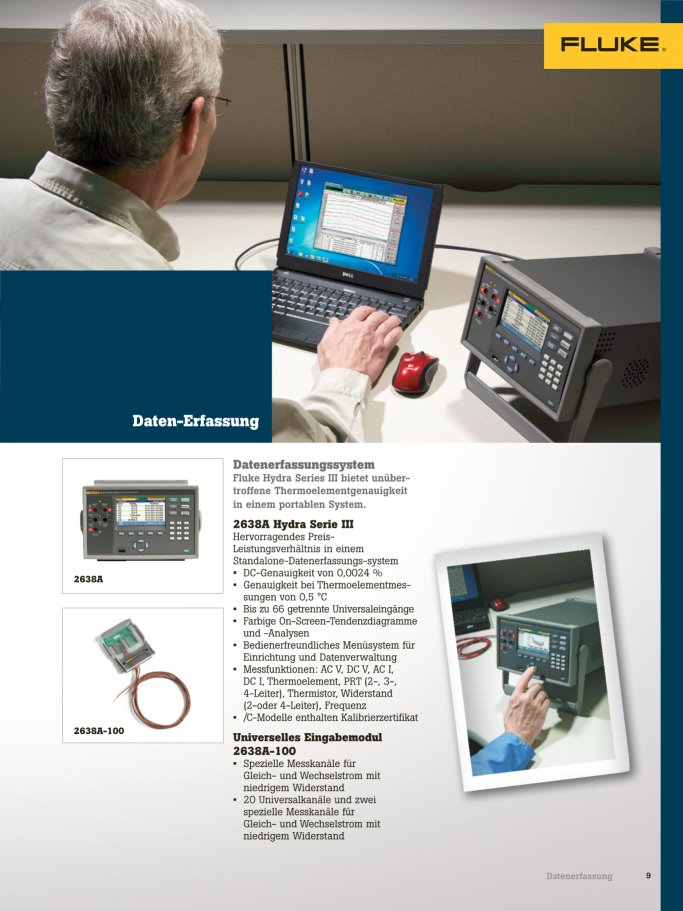 FLUKE®
Daten-Erfassung
DELL
2638A
2638A-100
Datenerfassungssystem
Fluke Hydra Series III bietet unüber-
troffene Thermoelementgenauigkeit
in einem portablen System.
2638A Hydra Serie III
Hervorragendes Preis-
Leistungsverhältnis in einem
Standalone-Datenerfassungs-system
▪ DC-Genauigkeit von 0,0024 %
▪ Genauigkeit bei Thermoelementmes-
sungen von 0,5 °C
▪ Bis zu 66 getrennte Universaleingänge
▪ Farbige On-Screen-Tendenzdiagramme
und -Analysen
▪ Bedienerfreundliches Menüsystem für
Einrichtung und Datenverwaltung
▪ Messfunktionen: AC V, DC V, AC I,
DC I, Thermoelement, PRT (2-, 3-,
4-Leiter), Thermistor, Widerstand
(2-oder 4-Leiter), Frequenz
▪ /C-Modelle enthalten Kalibrierzertifikat
Universelles Eingabemodul
2638A-100
▪ Spezielle Messkanäle für
Gleich- und Wechselstrom mit
niedrigem Widerstand
▪ 20 Universalkanäle und zwei
spezielle Messkanäle für
Gleich- und Wechselstrom mit
niedrigem Widerstand
Datenerfassung 9